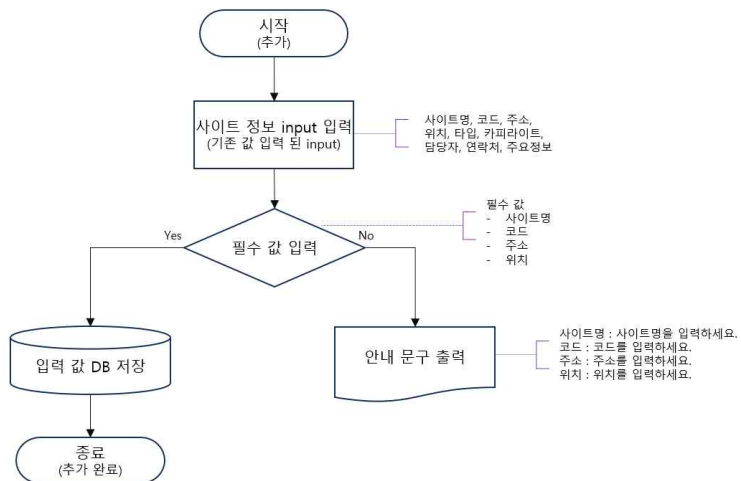 시작
(추가)
사이트 정보 input 입력
(기존 값 입력 된 input)
사이트명, 코드, 주소,
위치, 타입, 카피라이트,
담당자, 연락처, 주요정보
필수 값
- 사이트명
- 코드
- 주소
- 위치
Yes
필수 값 입력
No
입력 값 DB 저장
안내 문구 출력
사이트명 : 사이트명을 입력하세요.
코드 : 코드를 입력하세요.
주소 : 주소를 입력하세요.
위치 : 위치를 입력하세요.
종료
(추가 완료)